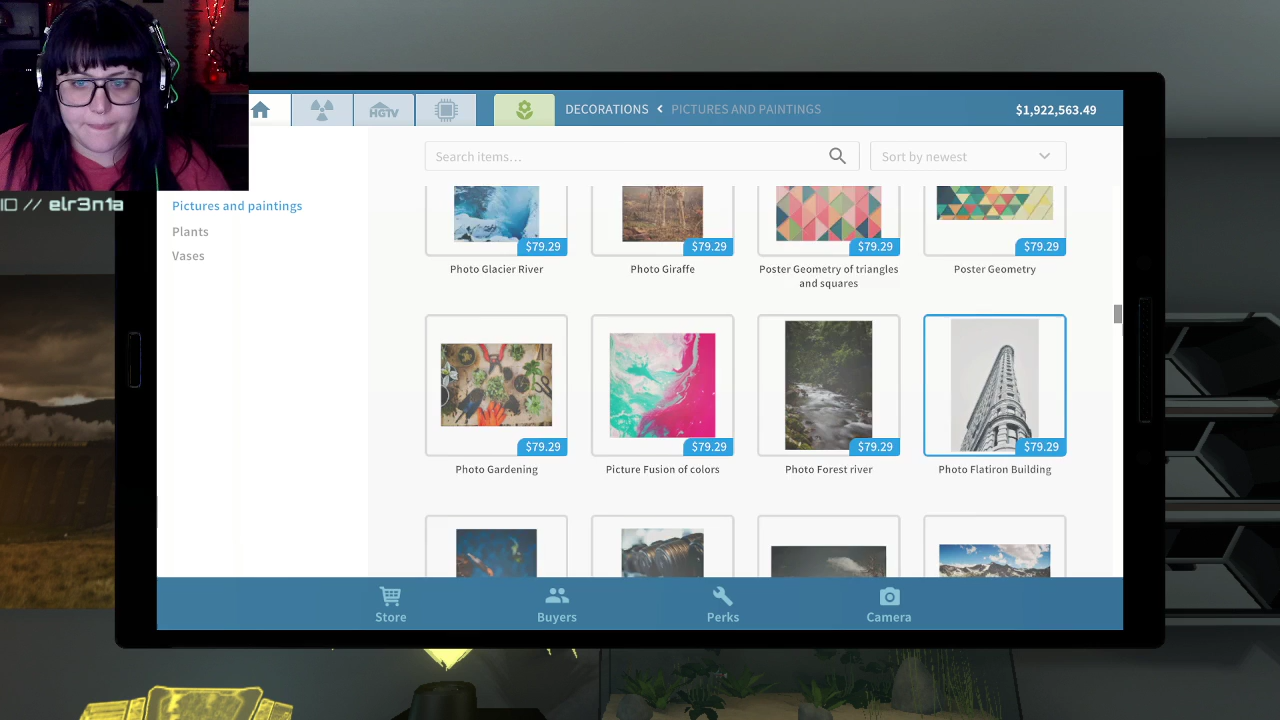 HGTV
DECORATIONS < PICTURES AND PAINTINGS
$1,922,563.49
Search items...
Sort by newest
ID // elr3n1a
Pictures and paintings
Plants
Vases
$79.29
$79.29
$79.29
$79.29
Photo Glacier River
Photo Giraffe
Poster Geometry of triangles
and squares
Poster Geometry
$79.29
$79.29
$79.29
$79.29
Photo Gardening
Picture Fusion of colors
Photo Forest river
Photo Flatiron Building
Store
Buyers
Perks
Camera